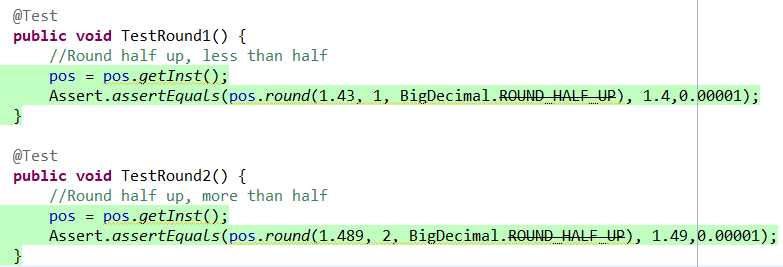 @Test
public void TestRound1() {
//Round half up, less than half
pos = pos.getInst();
Assert.assertEquals(pos.round(1.43, 1, BigDecimal.ROUND_HALF_UP), 1.4,0.00001);
}
@Test
public void TestRound2() {
//Round half up, more than half
pos = pos.getInst();
Assert.assertEquals(pos.round(1.489, 2, BigDecimal.ROUND_HALF_UP), 1.49,0.00001);
}